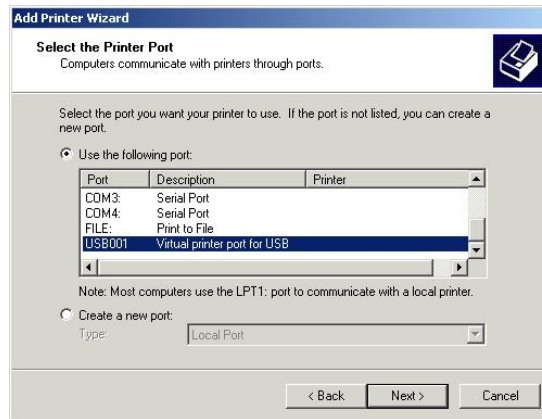 Add Printer Wizard
Select the Printer Port
Computers communicate with printers through ports.
Select the port you want your printer to use. If the port is not listed, you can create a
new port.
Use the following port:
Port Description Printer
COM3: Serial Port
COM4: Serial Port
FILE: Print to File
USB001 Virtual printer port for USB
Note: Most computers use the LPT1: port to communicate with a local printer.
Create a new port:
Type: Local Port
< Back Next > Cancel